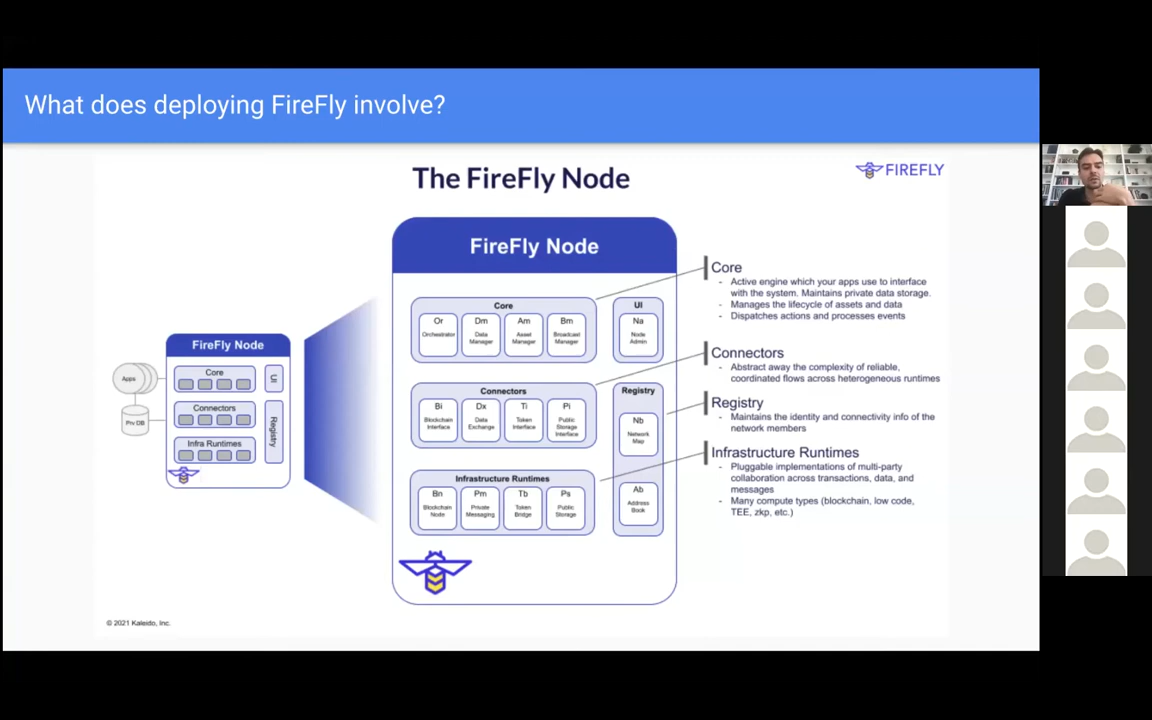 What does deploying FireFly involve?
The FireFly Node
FIREFLY
FireFly Node
Core
UI
Connectors
Registry
Infra Runtimes
Apps
Prv DB
FireFly Node
Core
Or
Orchestrator
Dm
Data
Manager
Am
Asset
Manager
Bm
Broadcast
Manager
UI
Na
Node
Admin
Connectors
Bi
Blockchain
Interface
Dx
Data
Exchange
Ti
Token
Interface
Pi
Public
Storage
Interface
Registry
Nb
Network
Map
Ab
Address
Book
Infrastructure Runtimes
Bn
Blockchain
Node
Pm
Private
Messaging
Tb
Token
Bridge
Ps
Public
Storage
Core
- Active engine which your apps use to interface
with the system. Maintains private data storage.
- Manages the lifecycle of assets and data
- Dispatches actions and processes events
Connectors
- Abstract away the complexity of reliable,
coordinated flows across heterogeneous runtimes
Registry
- Maintains the identity and connectivity info of the
network members
Infrastructure Runtimes
- Pluggable implementations of multi-party
collaboration across transactions, data, and
messages
- Many compute types (blockchain, low code,
TEE, zkp, etc.)
© 2021 Kaleido, Inc.